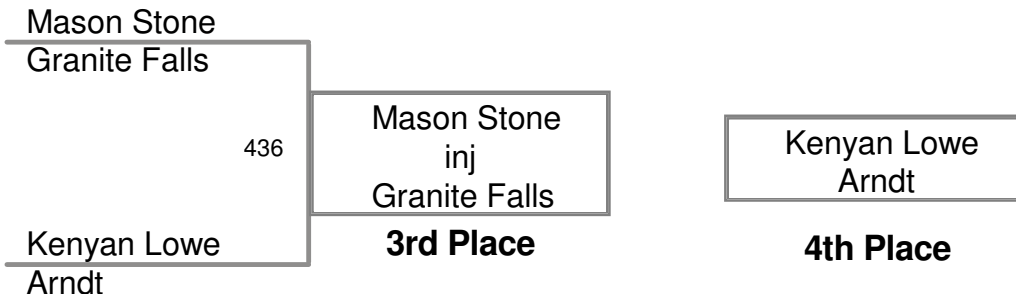 Mason Stone
Granite Falls
436
Mason Stone
inj
Granite Falls
3rd Place
Kenyan Lowe
Arndt
4th Place
Kenyan Lowe
Arndt